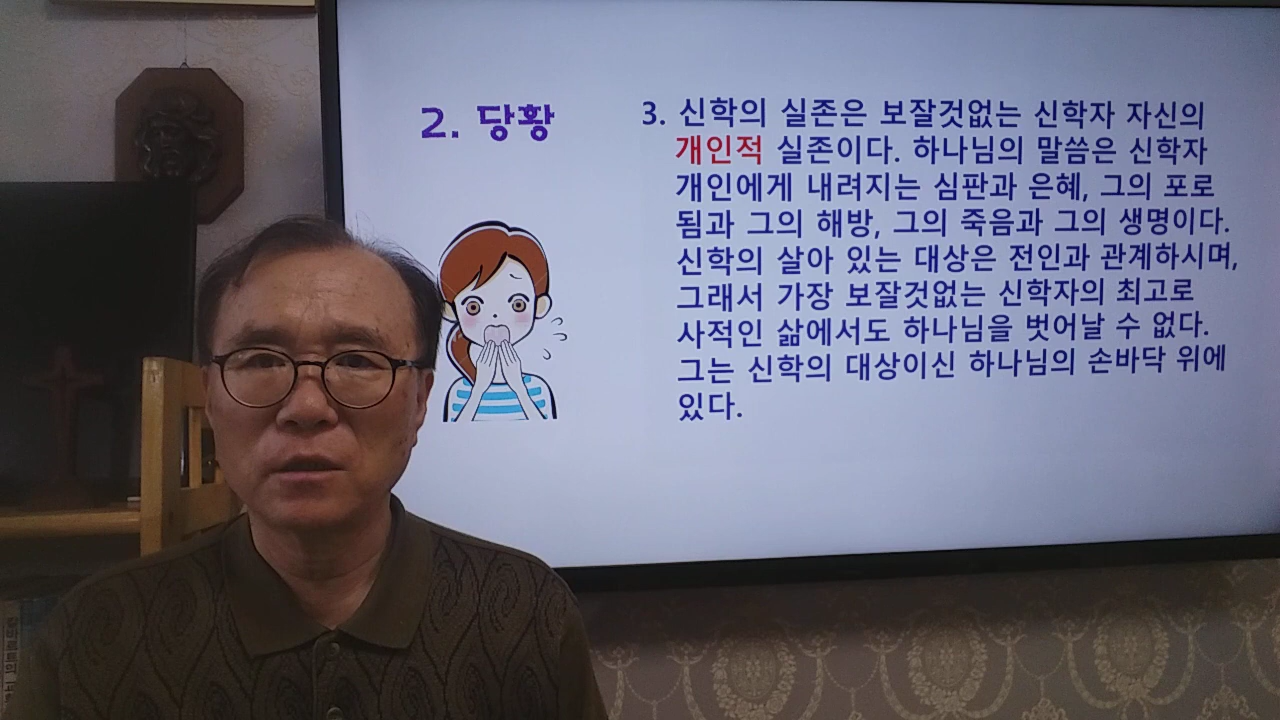 2. 당황
3. 신학의 실존은 보잘것없는 신학자 자신의
개인적 실존이다. 하나님의 말씀은 신학자
개인에게 내려지는 심판과 은혜, 그의 포로
됨과 그의 해방, 그의 죽음과 그의 생명이다.
신학의 살아 있는 대상은 전인과 관계하시며,
그래서 가장 보잘것없는 신학자의 최고로
사적인 삶에서도 하나님을 벗어날 수 없다.
그는 신학의 대상이신 하나님의 손바닥 위에
있다.